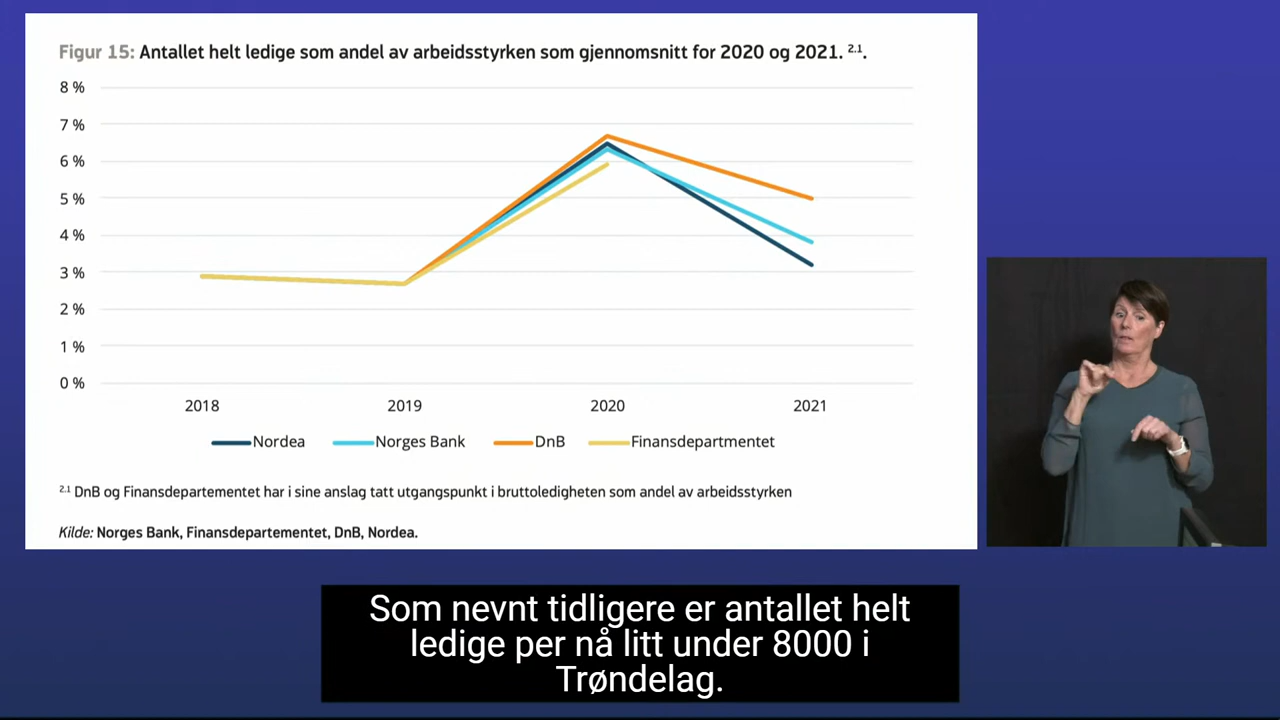 Figur 15: Antallet helt ledige som andel av arbeidsstyrken som gjennomsnitt for 2020 og 2021. 2.1.
8 %
7 %
6 %
5 %
4 %
3 %
2 %
1 %
0 %
2018 2019 2020 2021
Nordea Norges Bank DnB Finansdepartmentet
2.1 DnB og Finansdepartementet har i sine anslag tatt utgangspunkt i bruttoledigheten som andel av arbeidsstyrken
Kilde: Norges Bank, Finansdepartementet, DnB, Nordea.
Som nevnt tidligere er antallet helt
ledige per nå litt under 8000 i
Trøndelag.